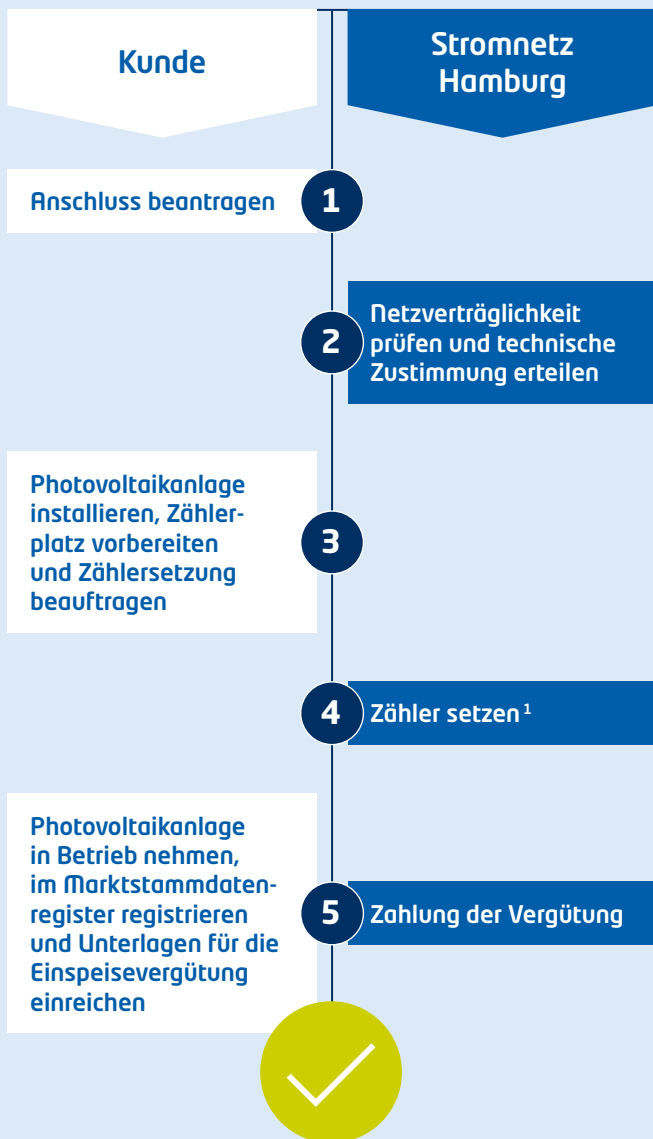 Kunde
Stromnetz
Hamburg
Anschluss beantragen
1
2
Netzverträglichkeit
prüfen und technische
Zustimmung erteilen
Photovoltaikanlage
installieren, Zähler-
platz vorbereiten
und Zählersetzung
beauftragen
3
4
Zähler setzen¹
Photovoltaikanlage
in Betrieb nehmen,
im Marktstammdaten-
register registrieren
und Unterlagen für die
Einspeisevergütung
einreichen
5
Zahlung der Vergütung